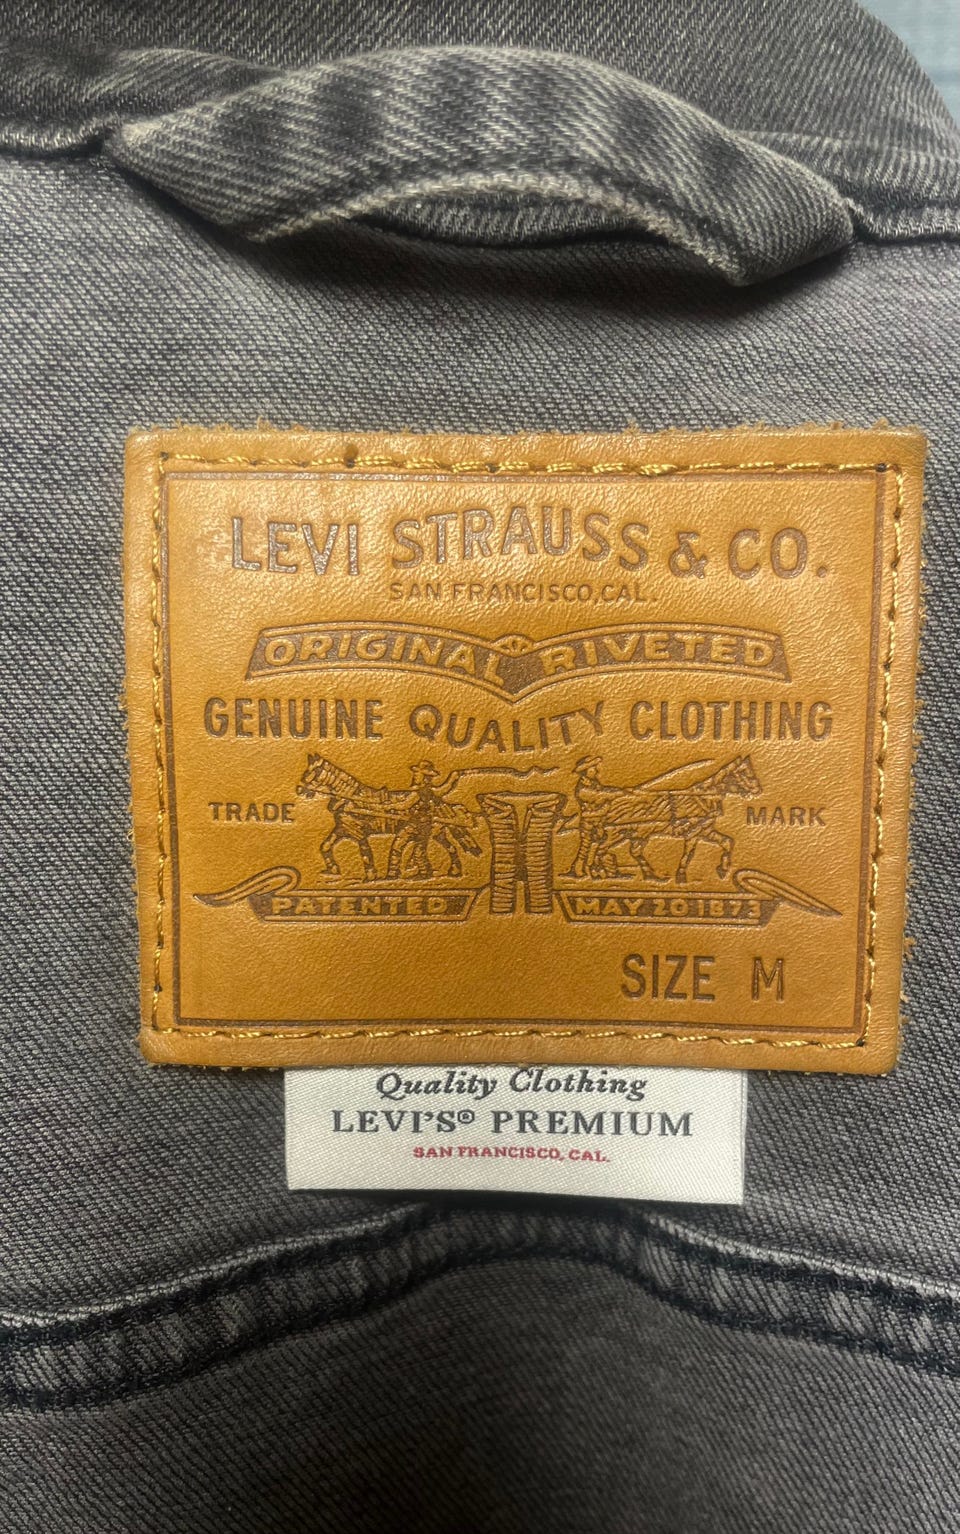 LEVI STRAUSS & CO.
SAN FRANCISCO, CAL.
ORIGINAL RIVETED
GENUINE QUALITY CLOTHING
TRADE MARK
PATENTED MAY 20 1873
SIZE M
Quality Clothing
LEVI'S® PREMIUM
SAN FRANCISCO, CAL.